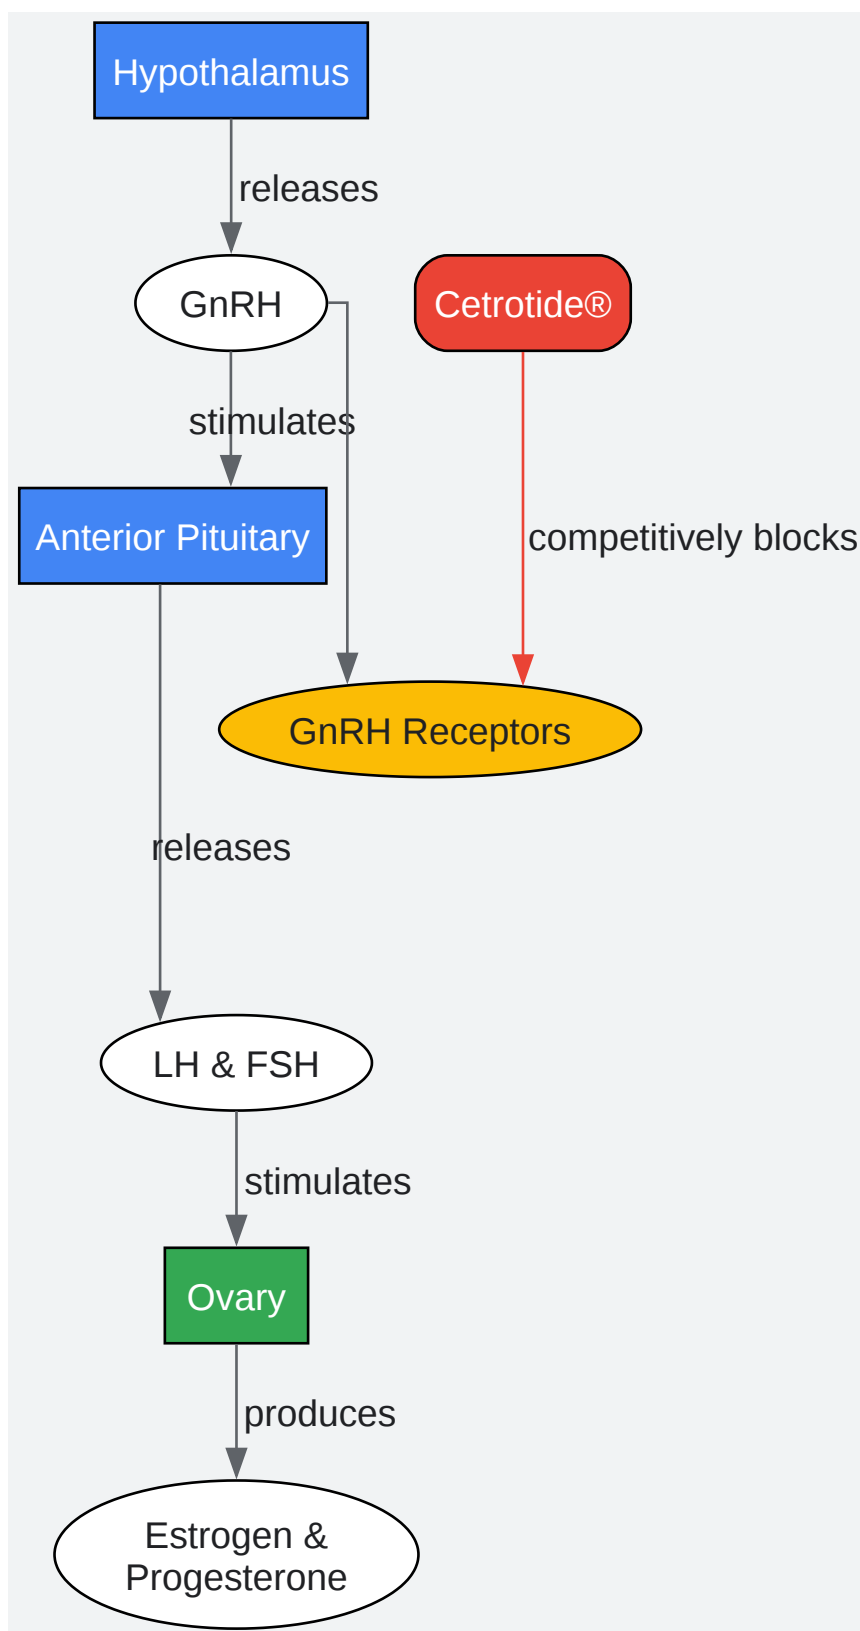 Hypothalamus
releases
GnRH
Cetrotide®
stimulates
Anterior Pituitary
competitively blocks
GnRH Receptors
releases
LH & FSH
stimulates
Ovary
produces
Estrogen &
Progesterone